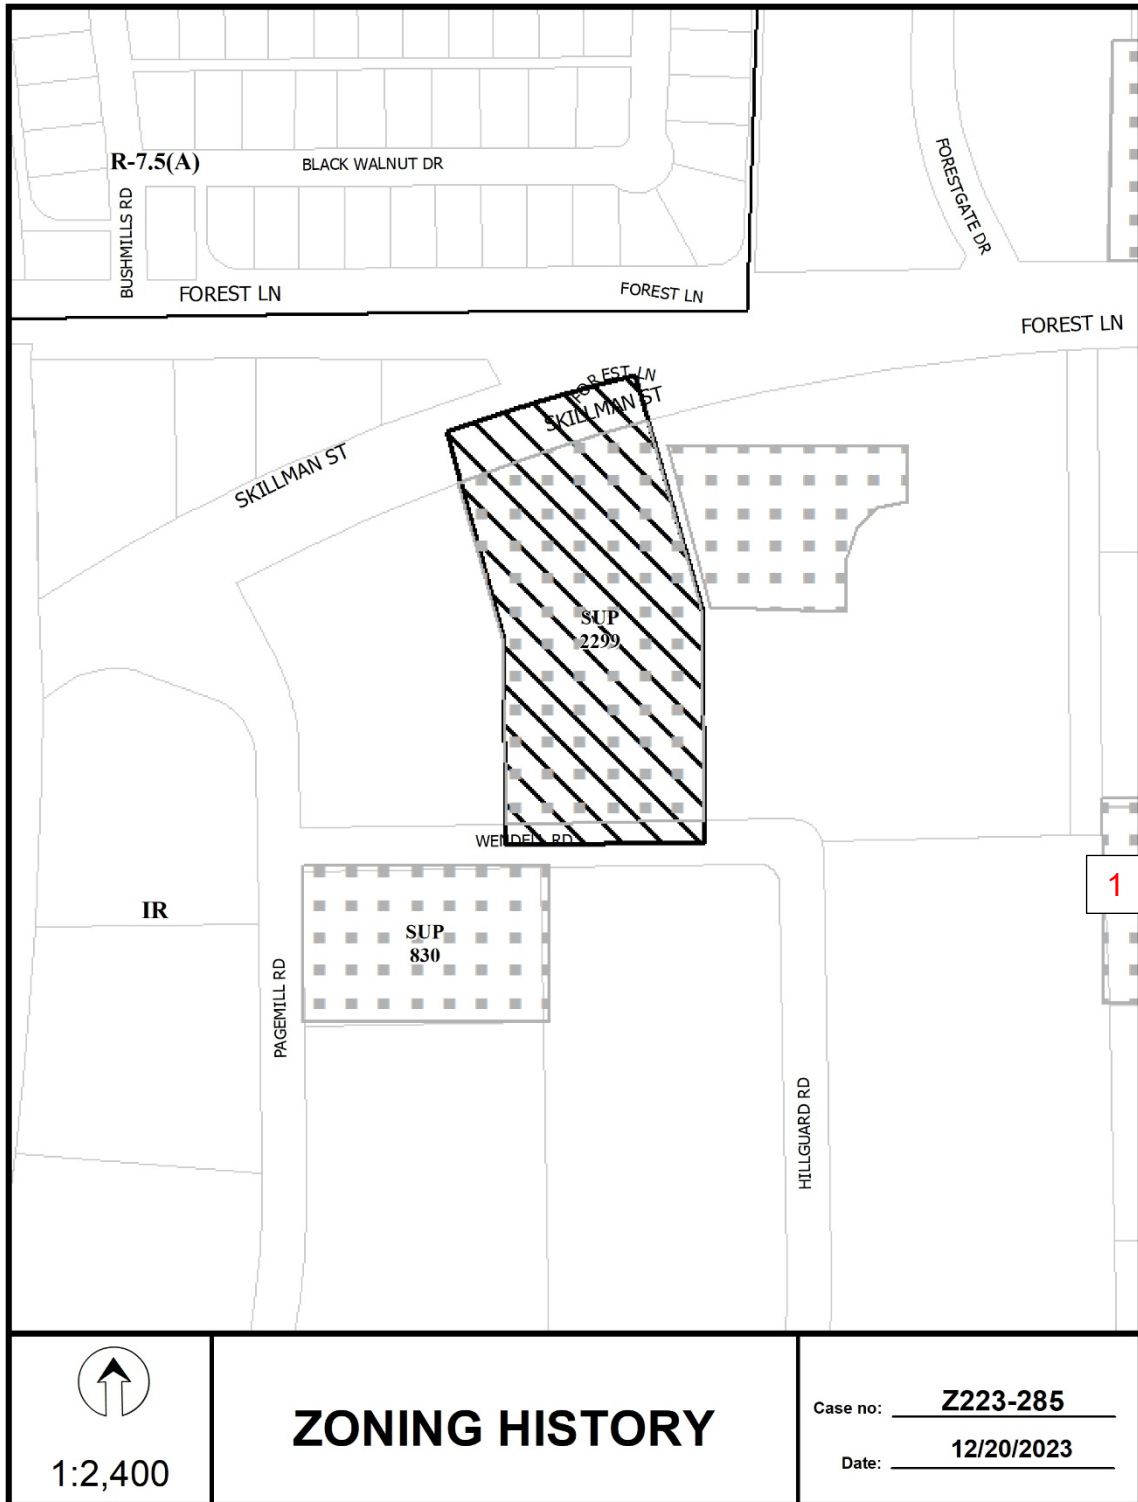 R-7.5(A)
BLACK WALNUT DR
BUSHMILLS RD
FORESTGATE DR
FOREST LN
FOREST LN
FOREST LN
FOREST LN
SKILLMAN ST
SKILLMAN ST
SUP
2299
WENDELL RD
1
IR
SUP
830
PAGEMILL RD
HILLGUARD RD
1:2,400
ZONING HISTORY
Case no: Z223-285
Date: 12/20/2023